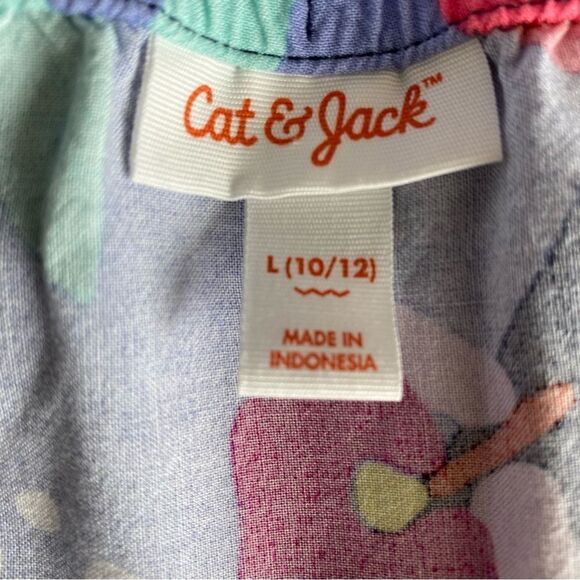 Cat & Jack™
L (10/12)
MADE IN
INDONESIA